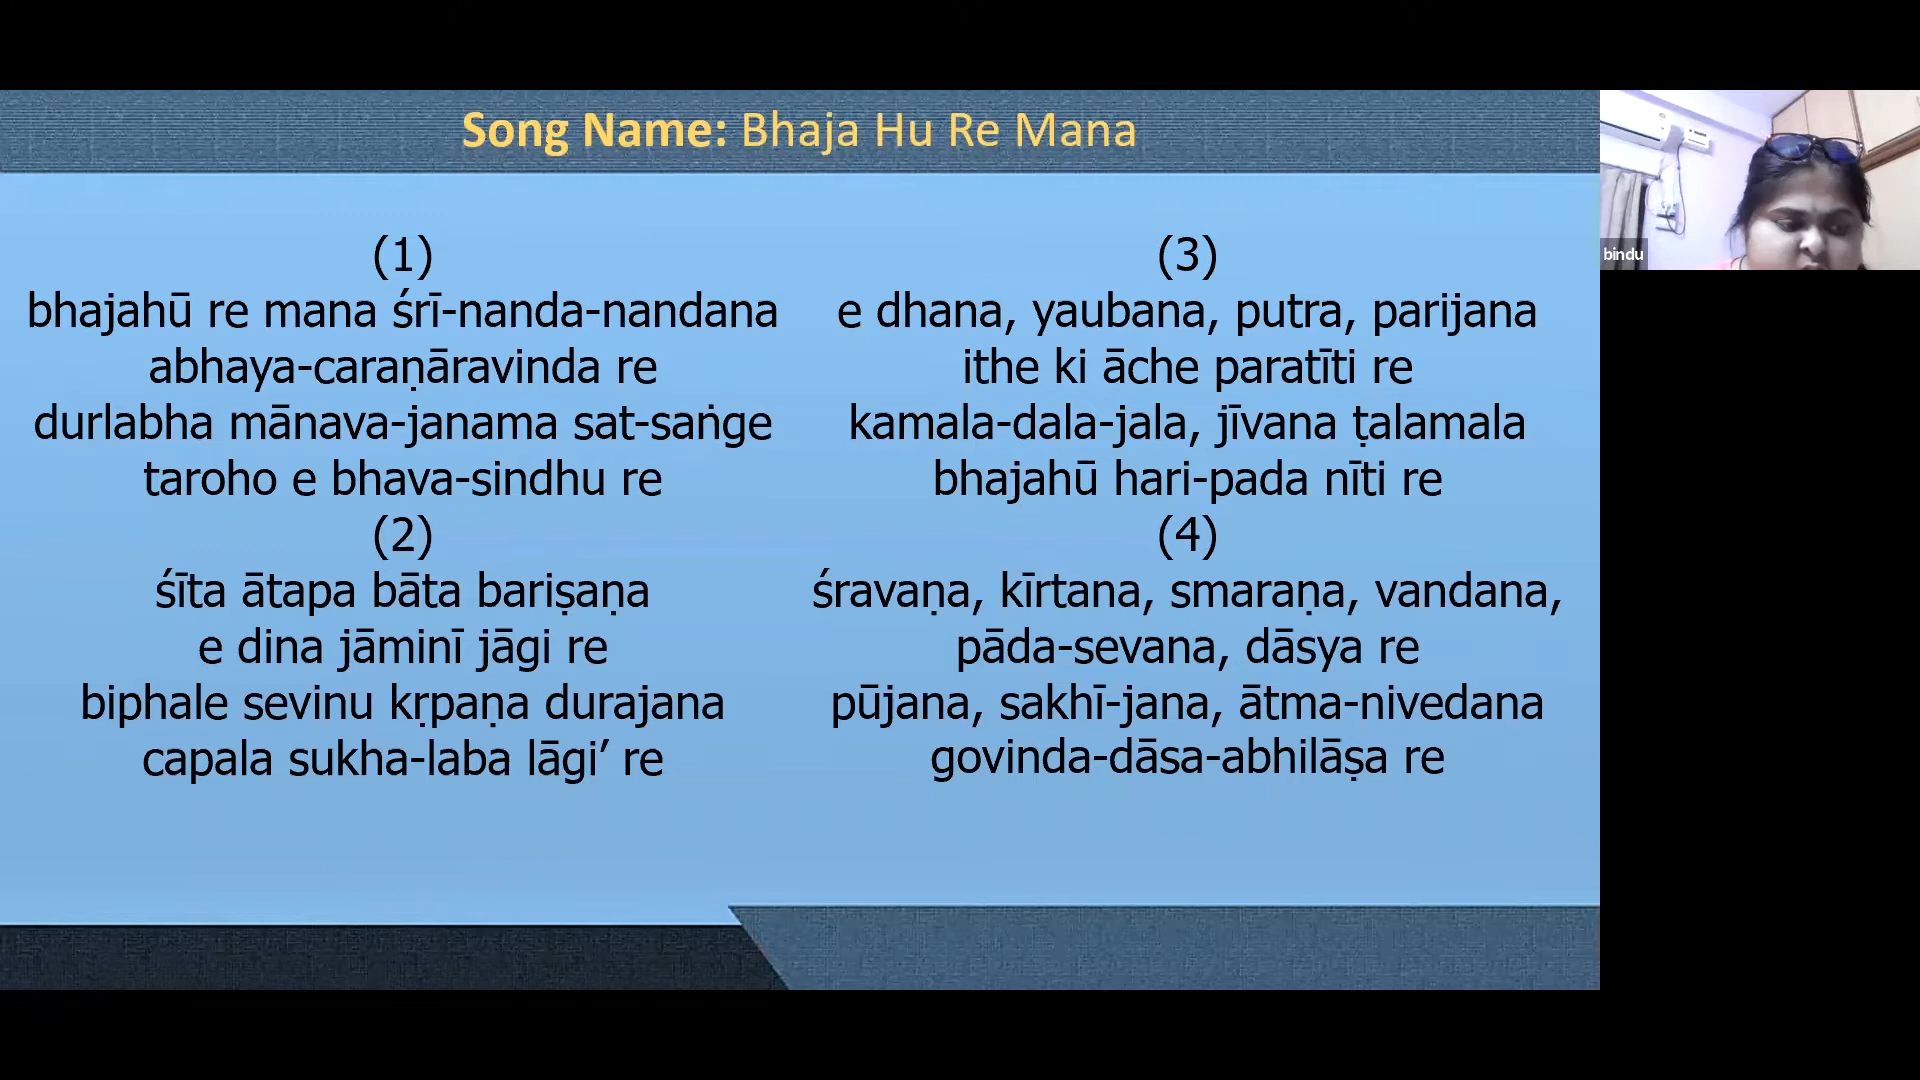 Song Name: Bhaja Hu Re Mana
(1)
bhajahū re mana śrī-nanda-nandana
abhaya-caraṇāravinda re
durlabha mānava-janama sat-saṅge
taroho e bhava-sindhu re
(2)
śīta ātapa bāta bariṣaṇa
e dina jāminī jāgi re
biphale sevinu kṛpaṇa durajana
capala sukha-laba lāgi’ re
(3)
e dhana, yaubana, putra, parijana
ithe ki āche paratīti re
kamala-dala-jala, jīvana ṭalamala
bhajahū hari-pada nīti re
(4)
śravaṇa, kīrtana, smaraṇa, vandana,
pāda-sevana, dāsya re
pūjana, sakhī-jana, ātma-nivedana
govinda-dāsa-abhilāṣa re
bindu